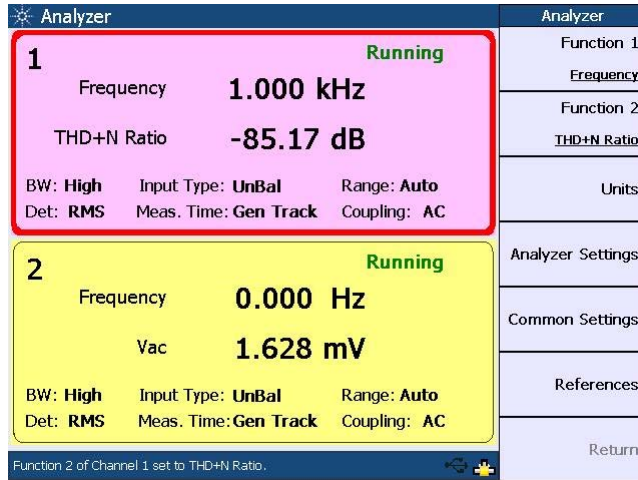 Analyzer
1
Running
Frequency 1.000 kHz
THD+N Ratio -85.17 dB
BW: High Input Type: UnBal Range: Auto
Det: RMS Meas. Time: Gen Track Coupling: AC
2
Running
Frequency 0.000 Hz
Vac 1.628 mV
BW: High Input Type: UnBal Range: Auto
Det: RMS Meas. Time: Gen Track Coupling: AC
Function 2 of Channel 1 set to THD+N Ratio.
Analyzer
Function 1
Frequency
Function 2
THD+N Ratio
Units
Analyzer Settings
Common Settings
References
Return